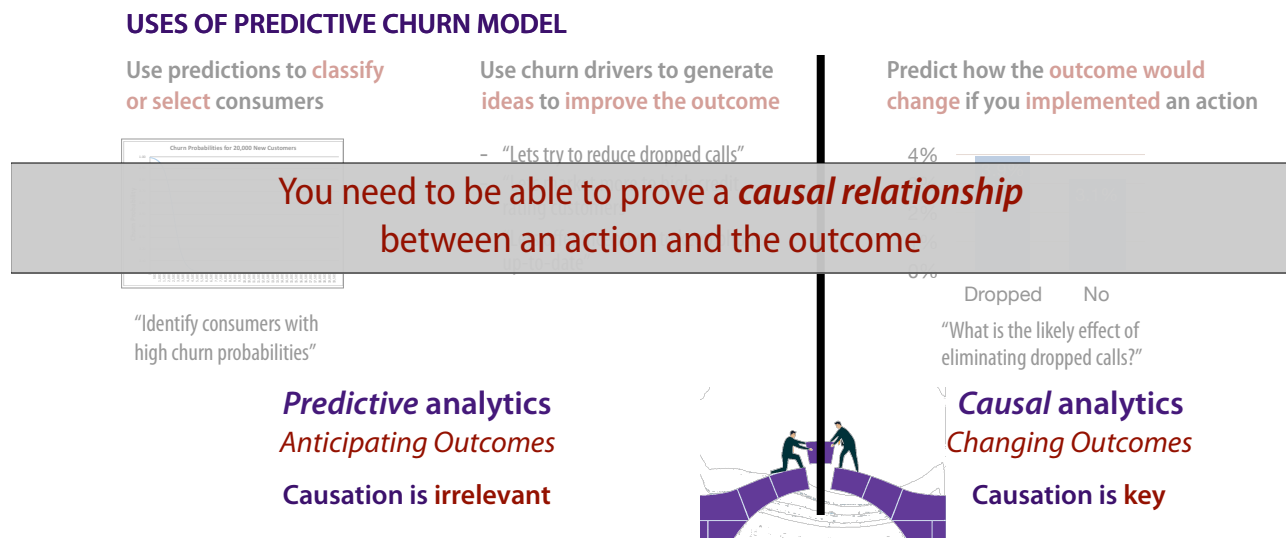 USES OF PREDICTIVE CHURN MODEL
Use predictions to classify
or select consumers
Use churn drivers to generate
ideas to improve the outcome
Predict how the outcome would
change if you implemented an action
Churn Probabilities for 20,000 New Customers
- “Lets try to reduce dropped calls”
4%
You need to be able to prove a causal relationship
between an action and the outcome
up-to-date
0%
Dropped No
“Identify consumers with
high churn probabilities”
“What is the likely effect of
eliminating dropped calls?”
Predictive analytics
Anticipating Outcomes
Causation is irrelevant
Causal analytics
Changing Outcomes
Causation is key